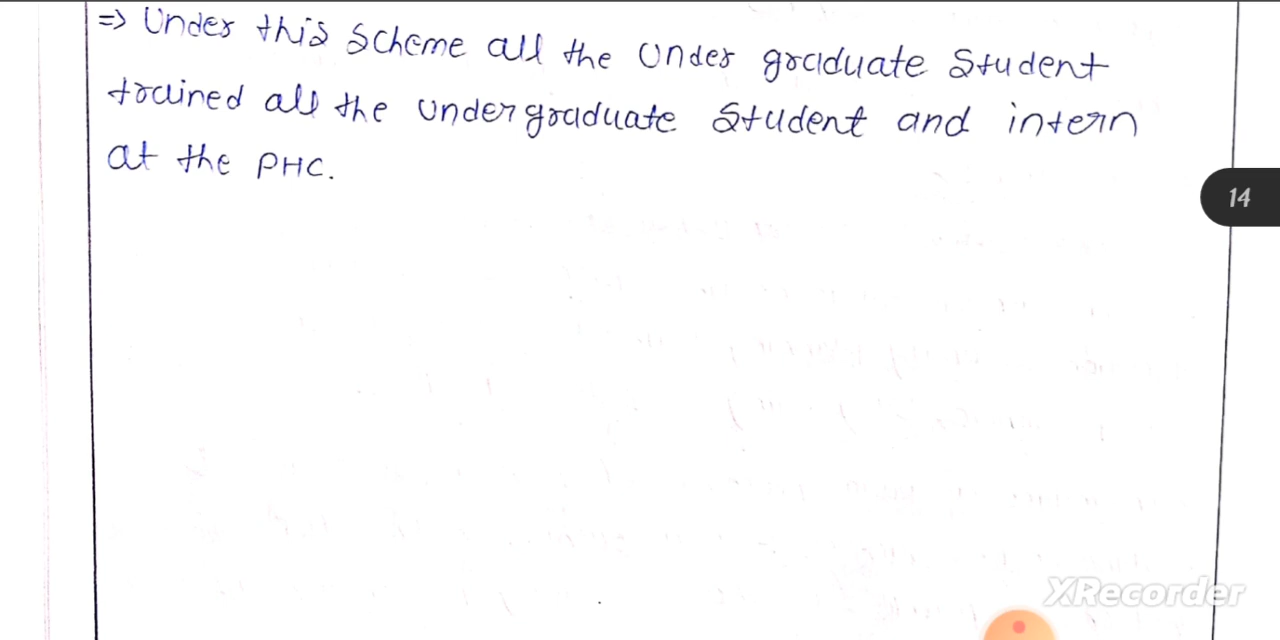 => Under this Scheme all the Under graduate Student
trained all the undergraduate Student and intern
at the PHC.
14
XRecorder